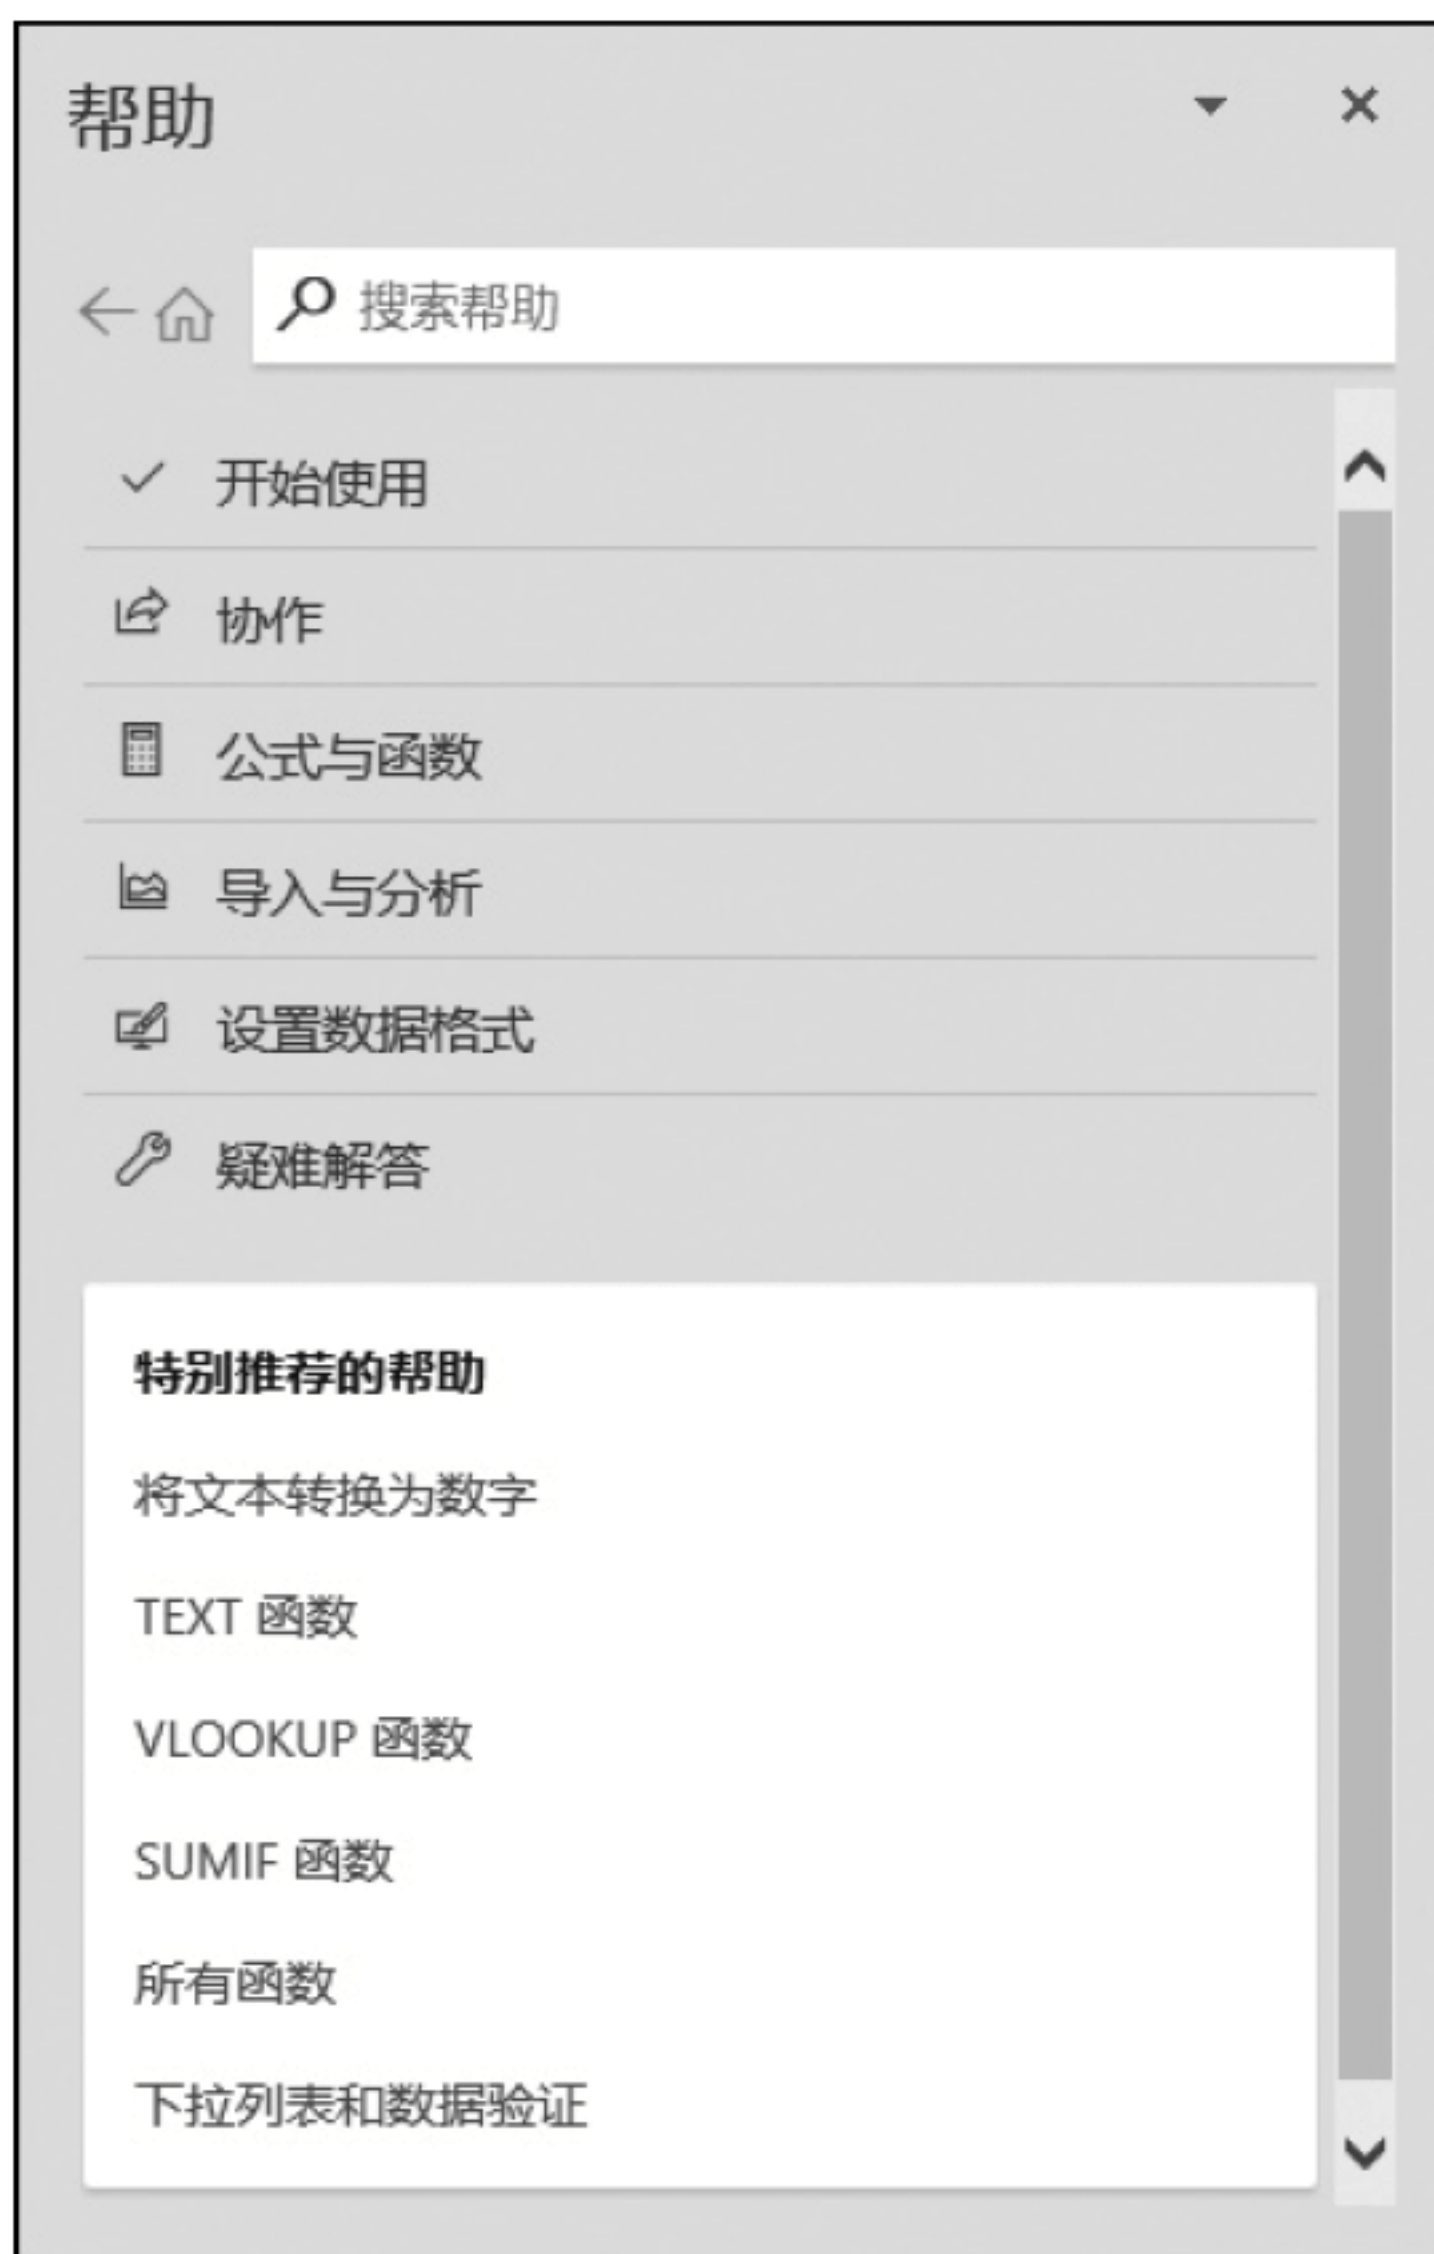 帮助
搜索帮助
开始使用
协作
公式与函数
导入与分析
设置数据格式
疑难解答
特别推荐的帮助
将文本转换为数字
TEXT 函数
VLOOKUP 函数
SUMIF 函数
所有函数
下拉列表和数据验证